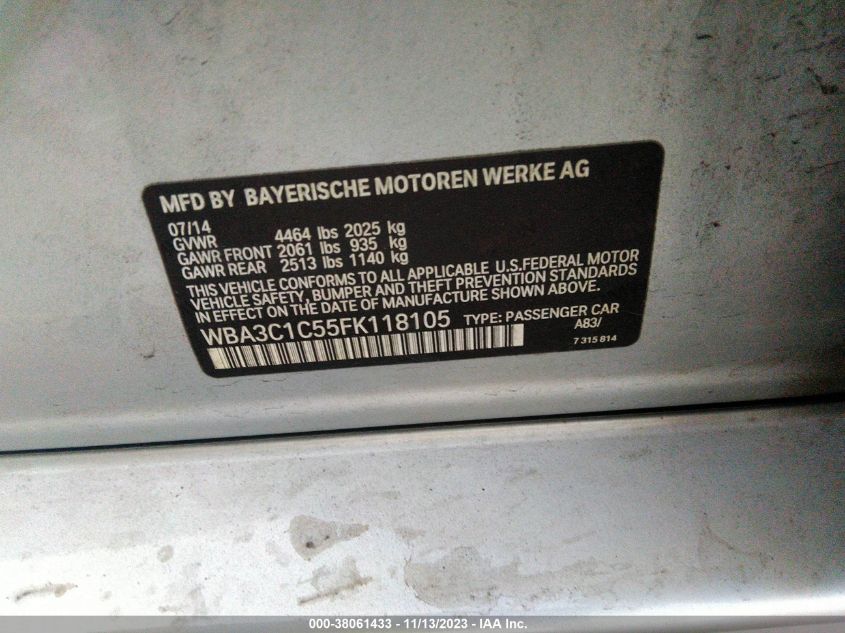 MFD BY BAYERISCHE MOTOREN WERKE AG
07/14
GVWR 4464 lbs 2025 kg
GAWR FRONT 2061 lbs 935 kg
GAWR REAR 2513 lbs 1140 kg
THIS VEHICLE CONFORMS TO ALL APPLICABLE U.S.FEDERAL MOTOR
VEHICLE SAFETY, BUMPER AND THEFT PREVENTION STANDARDS
IN EFFECT ON THE DATE OF MANUFACTURE SHOWN ABOVE.
WBA3C1C55FK118105 TYPE: PASSENGER CAR
A83/
7 315 814
000-38061433 - 11/13/2023 - IAA Inc.